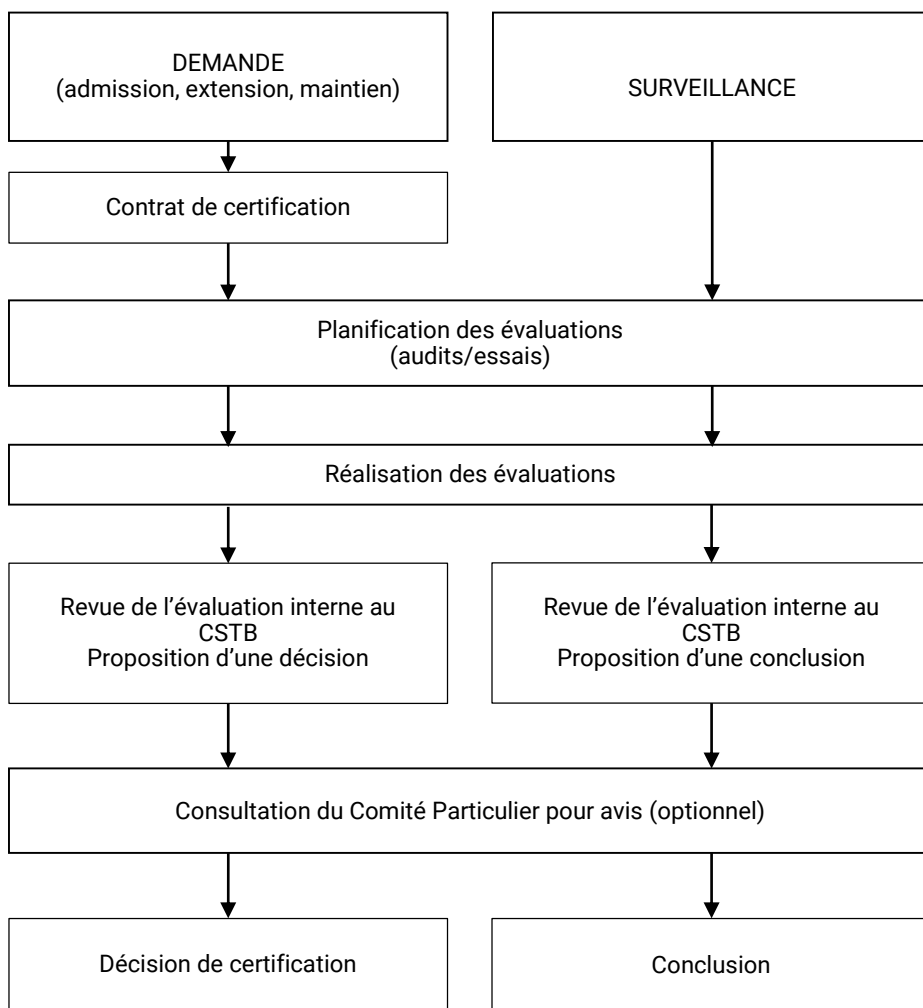 DEMANDE
(admission, extension, maintien)
SURVEILLANCE
Contrat de certification
Planification des évaluations
(audits/essais)
Réalisation des évaluations
Revue de l’évaluation interne au
CSTB
Proposition d’une décision
Revue de l’évaluation interne au
CSTB
Proposition d’une conclusion
Consultation du Comité Particulier pour avis (optionnel)
Décision de certification
Conclusion